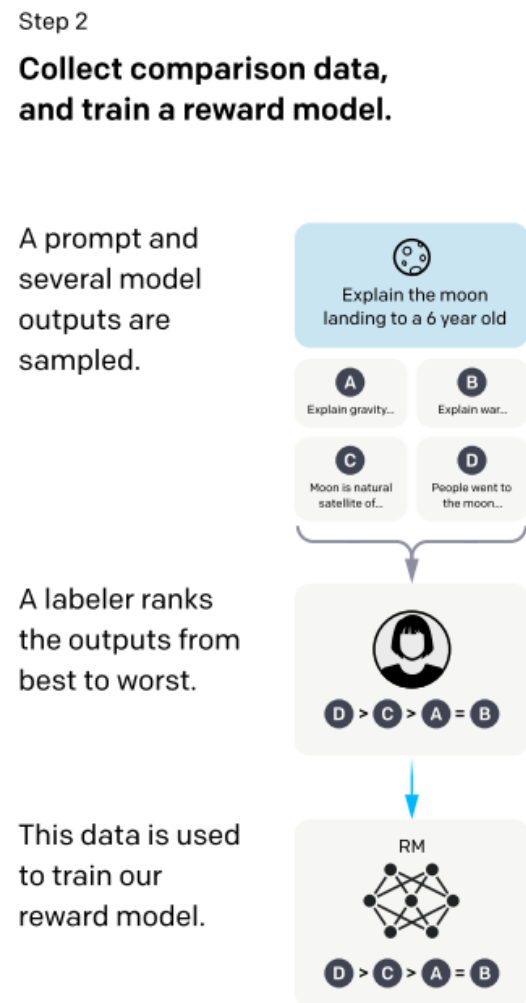 Step 2
Collect comparison data,
and train a reward model.
A prompt and
several model
outputs are
sampled.
Explain the moon
landing to a 6 year old
A
Explain gravity...
B
Explain war...
C
Moon is natural
satellite of...
D
People went to
the moon...
A labeler ranks
the outputs from
best to worst.
D > C > A = B
This data is used
to train our
reward model.
RM
D > C > A = B